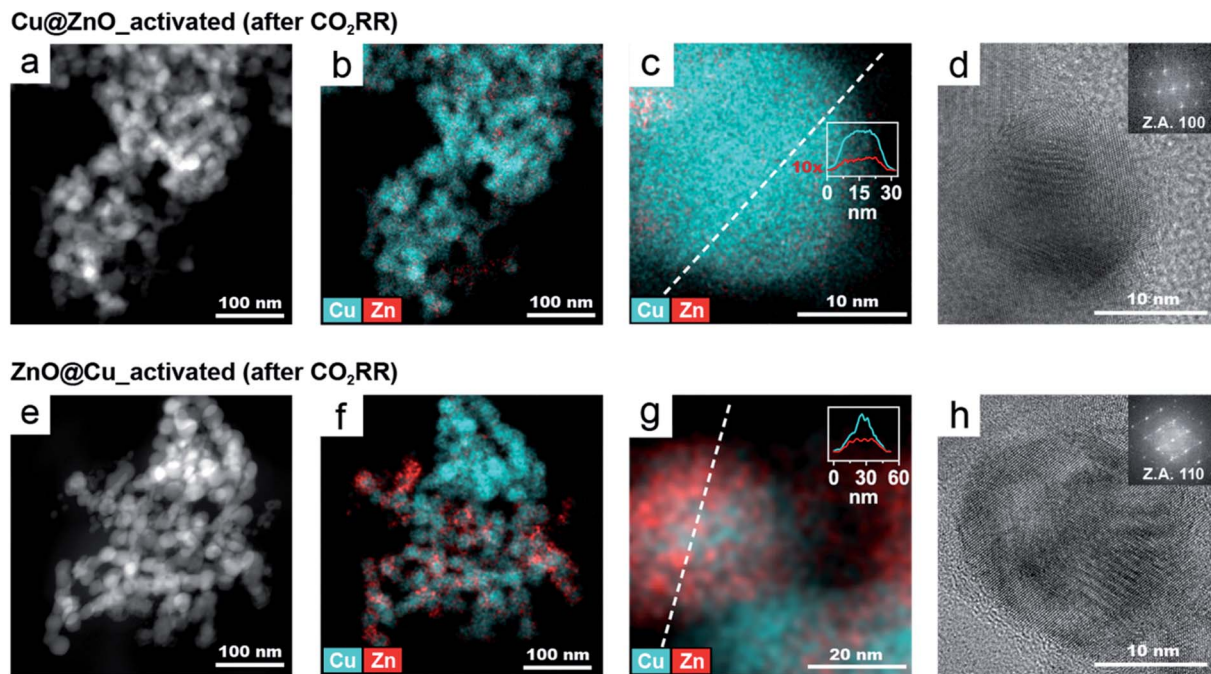 Cu@ZnO_activated (after CO₂RR)
a
100 nm
b
Cu Zn
100 nm
c
10x
0 15 30
nm
Cu Zn
10 nm
d
Z.A. 100
10 nm
ZnO@Cu_activated (after CO₂RR)
e
100 nm
f
Cu Zn
100 nm
g
0 30 60
nm
Cu Zn
20 nm
h
Z.A. 110
10 nm